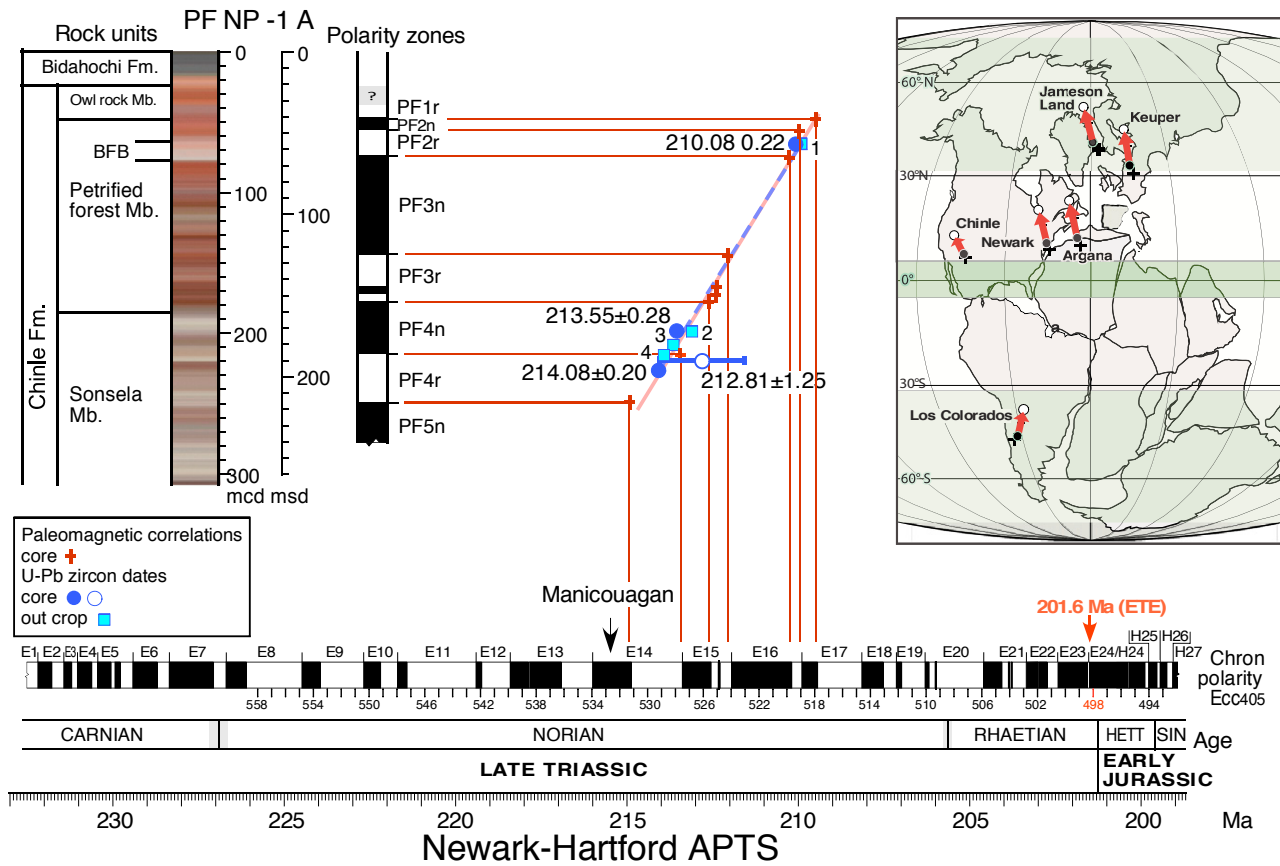 PF NP -1 A
Rock units
Polarity zones
Bidahochi Fm.
Owl rock Mb.
BFB
Petrified
forest Mb.
Chinle Fm.
Sonsela
Mb.
0
100
200
300
mcd msd
0
100
200
?
PF1r
PF2n
PF2r
PF3n
PF3r
PF4n
PF4r
PF5n
210.08 0.22
1
213.55±0.28
3
2
4
214.08±0.20
212.81±1.25
60° N
30°N
0°
30°S
60° S
Jameson
Land
Keuper
Chinle
Newark
Argana
a
Los Colorados
Paleomagnetic correlations
core
U-Pb zircon dates
core
out crop
Manicouagan
201.6 Ma (ETE)
E1 E2 E3 E4 E5 E6 E7 E8 E9 E10 E11 E12 E13 E14 E15 E16 E17 E18 E19 E20 E21 E22 E23 E24/H24 H25 H26 H27
Chron
polarity
Ecc405
558 554 550 546 542 538 534 530 526 522 518 514 510 506 502 498 494
CARNIAN NORIAN RHAETIAN HETT SIN Age
LATE TRIASSIC
EARLY
JURASSIC
230 225 220 215 210 205 200 Ma
Newark-Hartford APTS